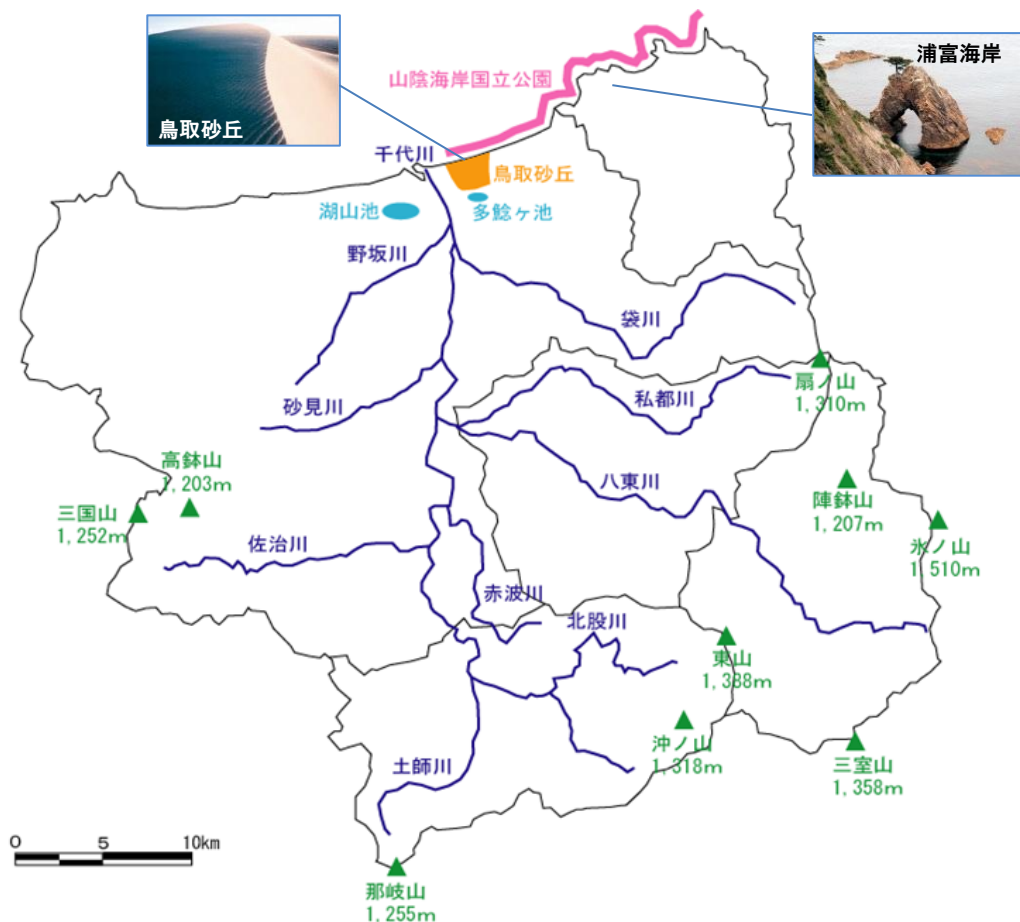 浦富海岸
山陰海岸国立公園
鳥取砂丘
千代川
鳥取砂丘
湖山池
多鯰ヶ池
野坂川
袋川
扇ノ山
1,310m
私都川
砂見川
高鉢山
1,203m
八東川
陣鉢山
1,207m
三国山
1,252m
氷ノ山
1,510m
佐治川
赤波川
北股川
東山
1,388m
沖ノ山
1,318m
土師川
三室山
1,358m
0 5 10km
那岐山
1,255m